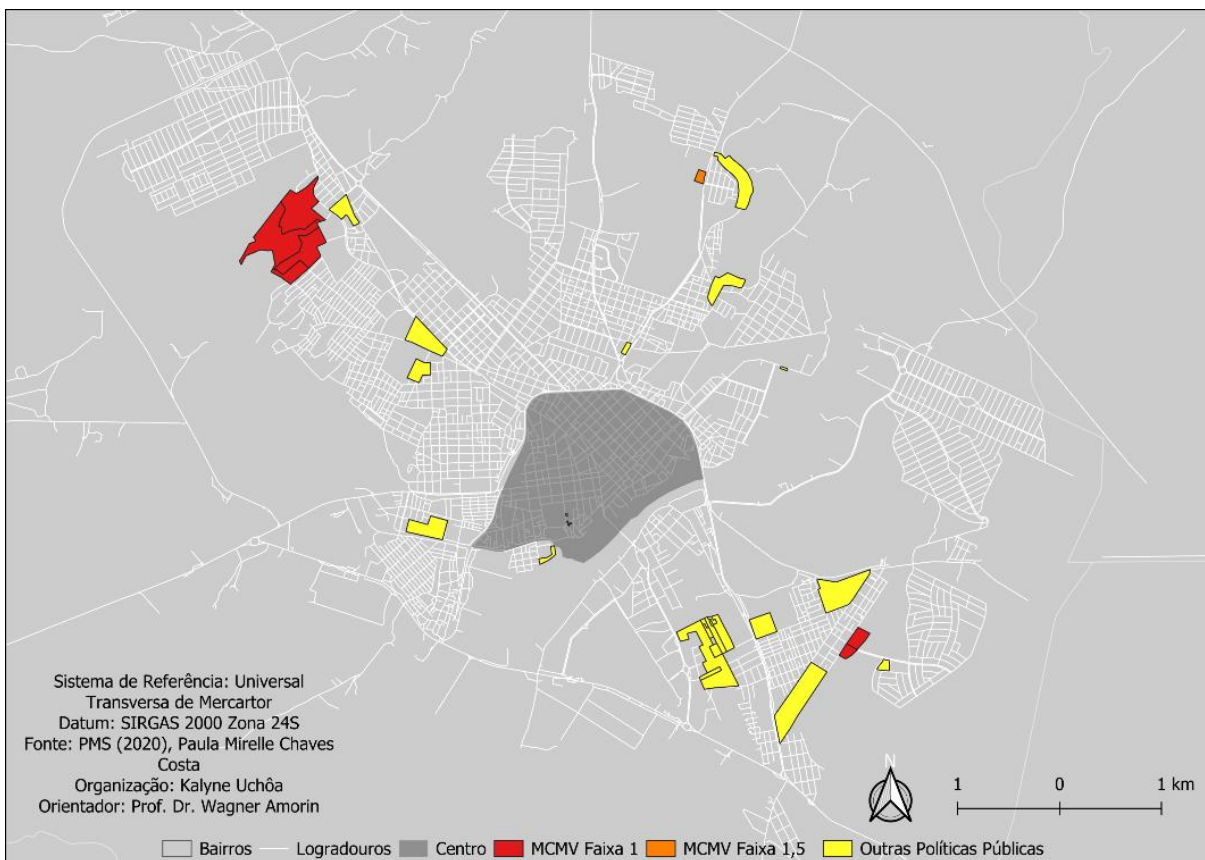 Sistema de Referência: Universal
Transversa de Mercartor
Datum: SIRGAS 2000 Zona 24S
Fonte: PMS (2020), Paula Mirelle Chaves
Costa
Organização: Kalyne Uchôa
Orientador: Prof. Dr. Wagner Amorin
N
1 0 1 km
Bairros Logradouros Centro MCMV Faixa 1 MCMV Faixa 1,5 Outras Políticas Públicas